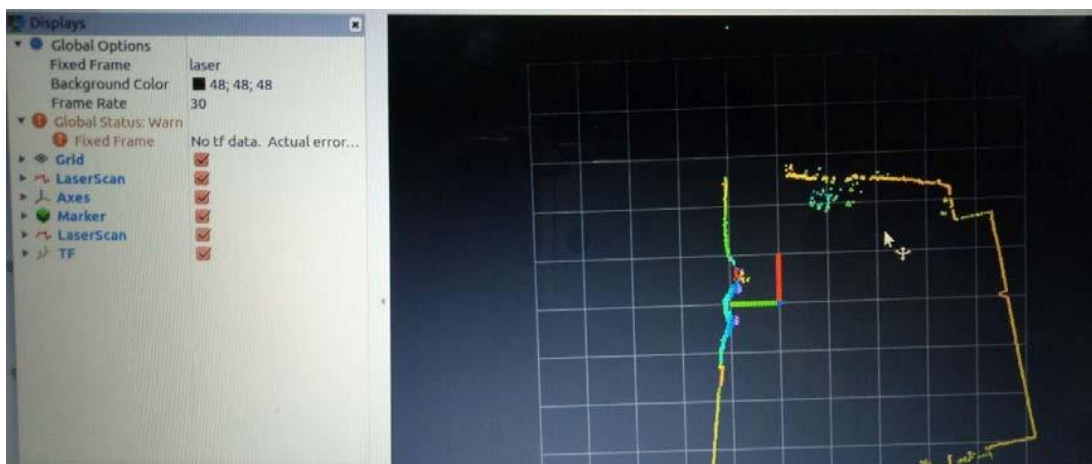 Displays
Global Options
Fixed Frame laser
Background Color 48; 48; 48
Frame Rate 30
Global Status: Warn
Fixed Frame No tf data. Actual error...
Grid
LaserScan
Axes
Marker
LaserScan
TF